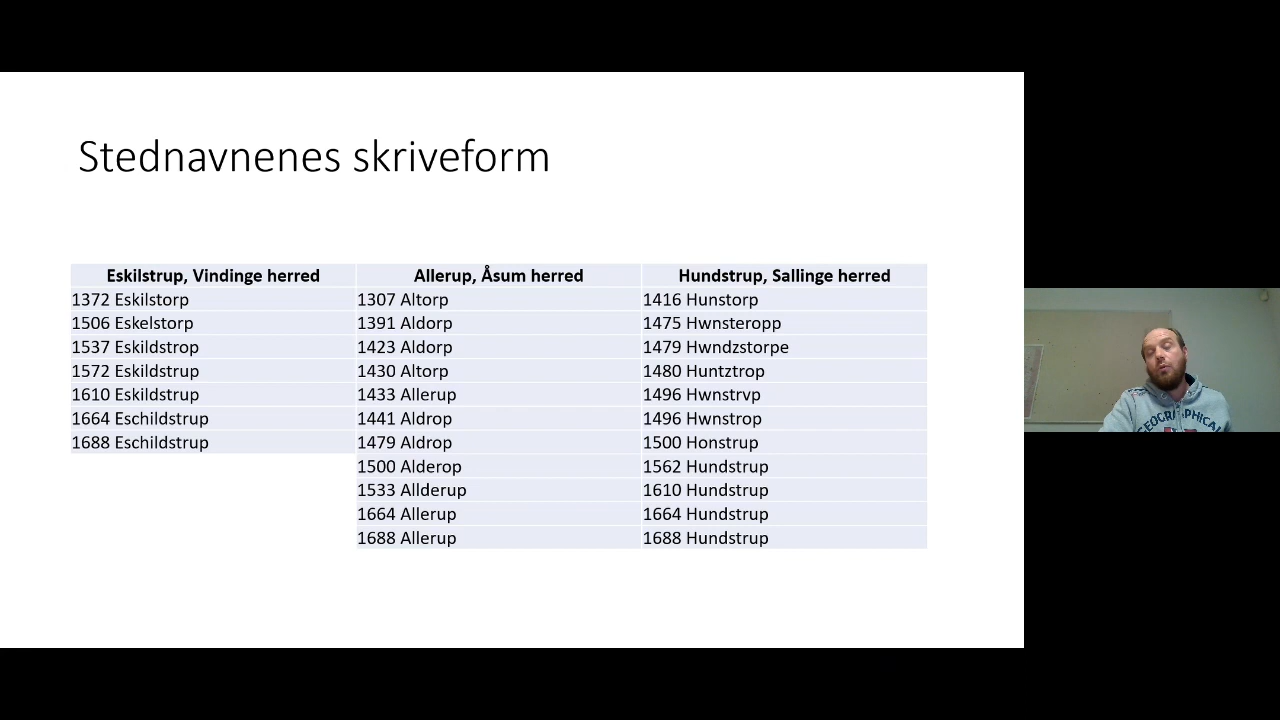 Stednavnenes skriveform
Eskilstrup, Vindinge herred Allerup, Åsum herred Hundstrup, Sallinge herred
1372 Eskilstorp 1307 Altorp 1416 Hunstorp
1506 Eskelstorp 1391 Aldorp 1475 Hwnsteropp
1537 Eskildstrop 1423 Aldorp 1479 Hwndzstorpe
1572 Eskildstrup 1430 Altorp 1480 Huntztrop
1610 Eskildstrup 1433 Allerup 1496 Hwnstrvp
1664 Eschildstrup 1441 Aldrop 1496 Hwnstrop
1688 Eschildstrup 1479 Aldrop 1500 Honstrup
1500 Alderop 1562 Hundstrup
1533 Allderup 1610 Hundstrup
1664 Allerup 1664 Hundstrup
1688 Allerup 1688 Hundstrup
GEOGRAPHICAL